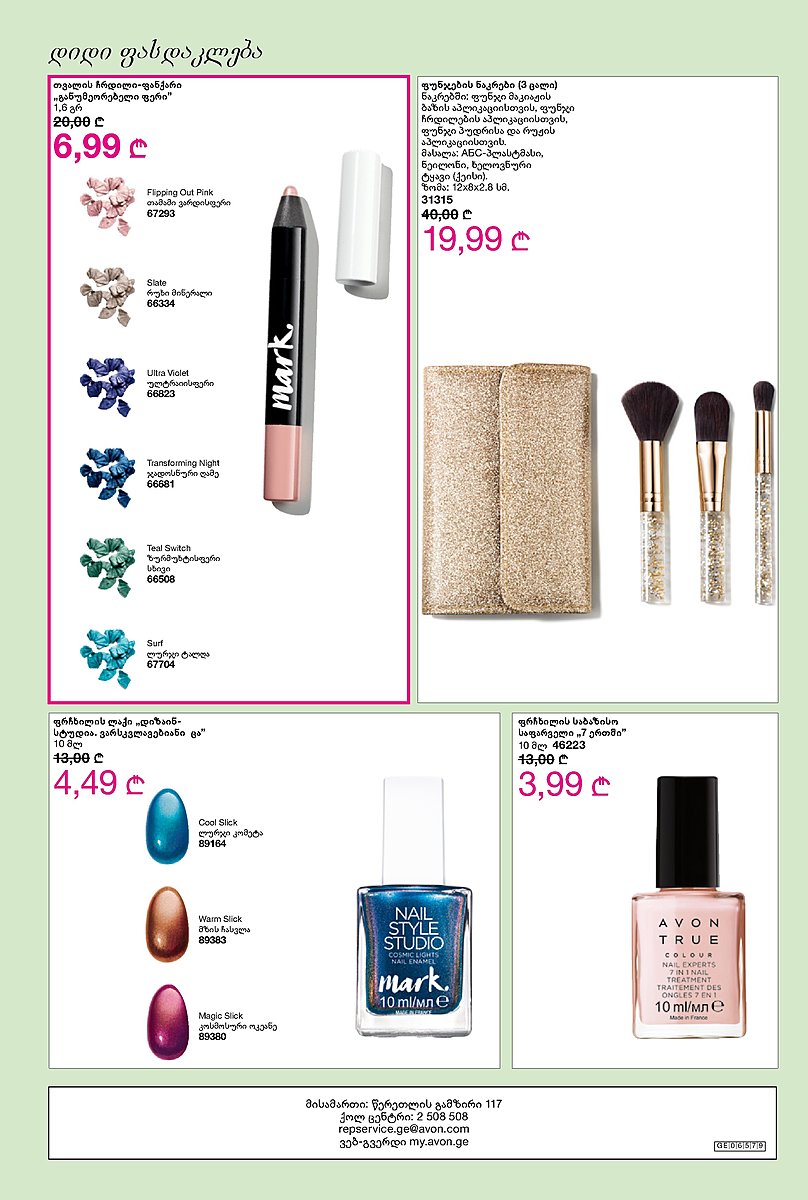 დიდი ფასდაკლება
თვალის ჩრდილი-ფანქარი
„განუმეორებელი ფერი”
1,6 გრ
20,00 ₾
6,99 ₾
Flipping Out Pink
თამამი ვარდისფერი
67293
Slate
რუხი მინერალი
66334
Ultra Violet
ულტრაიისფერი
66823
Transforming Night
ჯადოსნური ღამე
66681
Teal Switch
ზურმუხტისფერი
სხივი
66508
Surf
ლურჯი ტალღა
67704
mark.
ფუნჯების ნაკრები (3 ცალი)
ნაკრებში: ფუნჯი მაკიაჟის
ბაზის აპლიკაციისთვის, ფუნჯი
ჩრდილების აპლიკაციისთვის,
ფუნჯი პუდრისა და რუჟის
აპლიკაციისთვის.
მასალა: АБС-პლასტმასი,
ნეილონი, ხელოვნური
ტყავი (ქეისი).
ზომა: 12x8x2.8 სმ.
31315
40,00 ₾
19,99 ₾
ფრჩხილის ლაქი „დიზაინ-
სტუდია. ვარსკვლავებიანი ცა”
10 მლ
13,00 ₾
4,49 ₾
Cool Slick
ლურჯი კომეტა
89164
Warm Slick
მზის ჩასვლა
89383
Magic Slick
კოსმოსური ოკეანე
89380
NAIL
STYLE
STUDIO
COSMIC LIGHTS
NAIL ENAMEL
mark.
10 ml/мл ℮
MADE IN FRANCE
ფრჩხილის საბაზისო
საფარველი „7 ერთში”
10 მლ 46223
13,00 ₾
3,99 ₾
AVON
TRUE
COLOUR
NAIL EXPERTS
7 IN 1 NAIL
TREATMENT
TRAITEMENT DES
ONGLES 7 EN 1
10 ml/мл ℮
Made in France
მისამართი: წერეთლის გამზირი 117
ქოლ ცენტრი: 2 508 508
repservice.ge@avon.com
ვებ-გვერდი my.avon.ge
GE06579